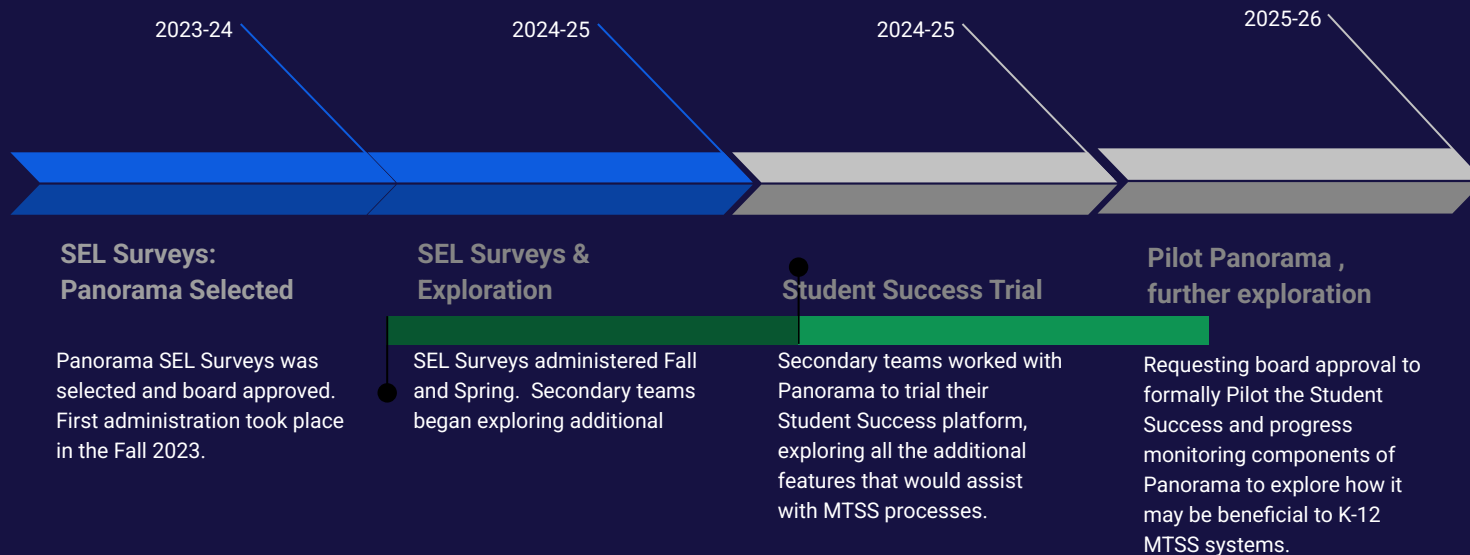 2023-24
2024-25
2024-25
2025-26
SEL Surveys:
Panorama Selected
Panorama SEL Surveys was
selected and board approved.
First administration took place
in the Fall 2023.
SEL Surveys &
Exploration
SEL Surveys administered Fall
and Spring.  Secondary teams
began exploring additional
Student Success Trial
Secondary teams worked with
Panorama to trial their
Student Success platform,
exploring all the additional
features that would assist
with MTSS processes.
Pilot Panorama ,
further exploration
Requesting board approval to
formally Pilot the Student
Success and progress
monitoring components of
Panorama to explore how it
may be beneficial to K-12
MTSS systems.